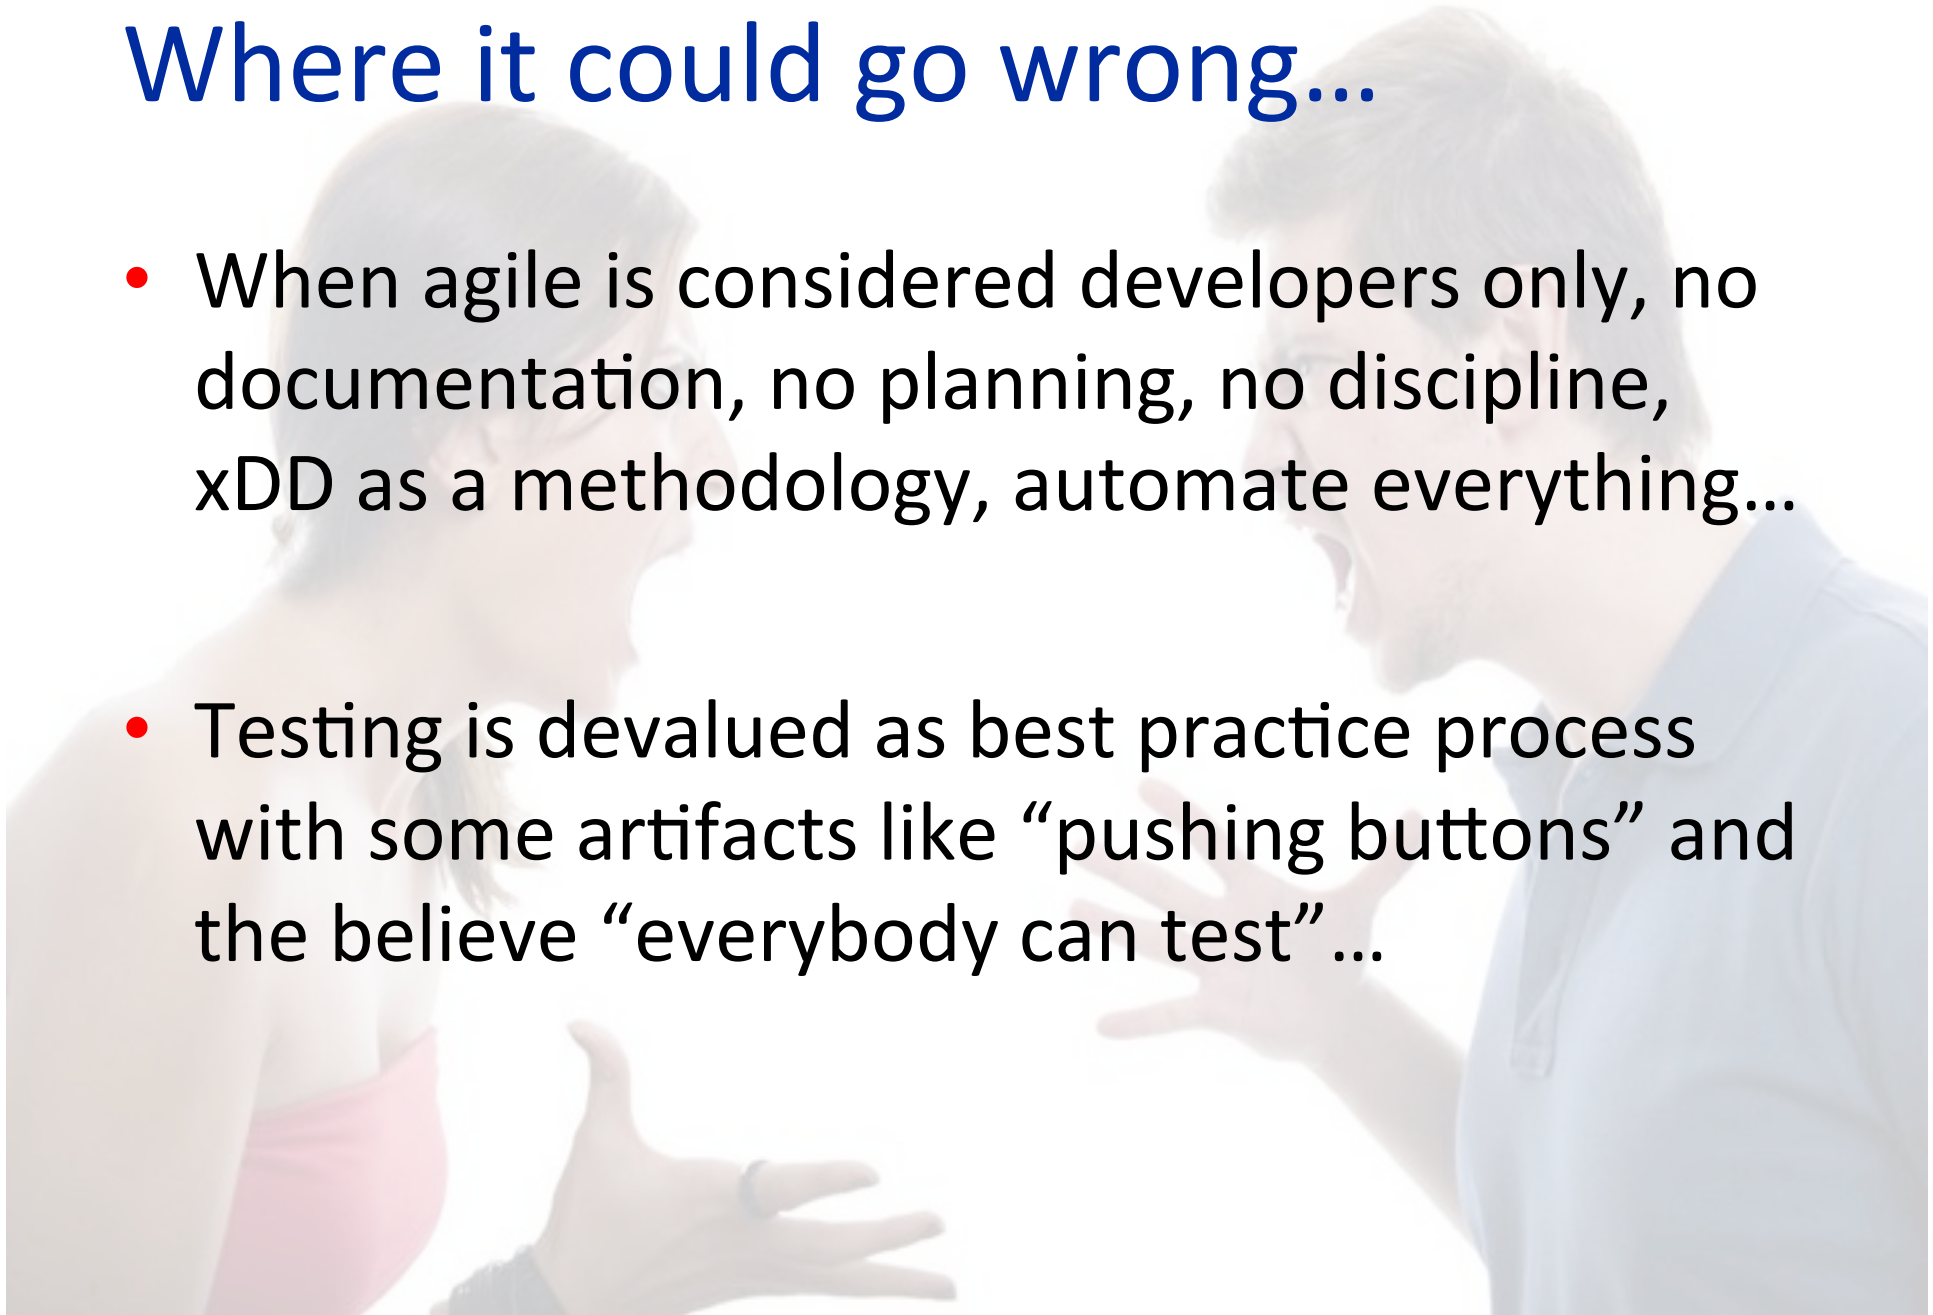 Where it could go wrong…
• When agile is considered developers only, no
documentation, no planning, no discipline,
xDD as a methodology, automate everything…
• Testing is devalued as best practice process
with some artifacts like “pushing buttons” and
the believe “everybody can test”…